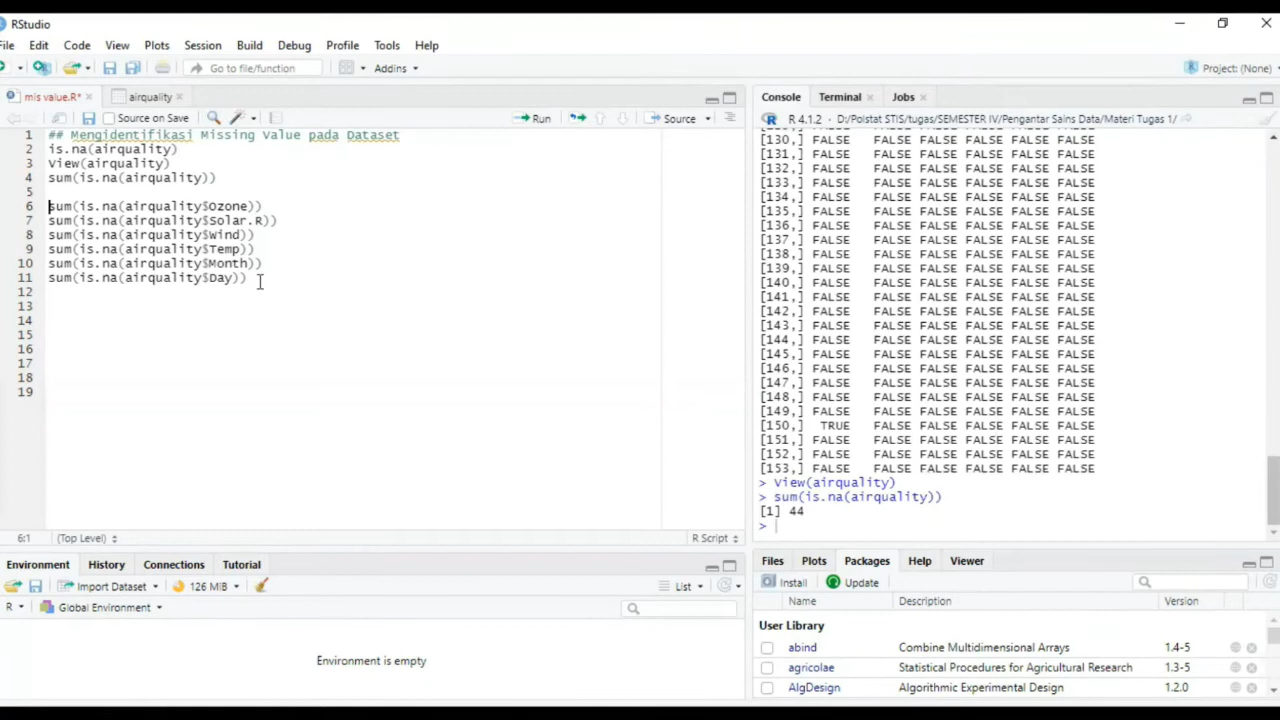 RStudio
File Edit Code View Plots Session Build Debug Profile Tools Help
Go to file/function Addins Project: (None)
mis value.R* airquality
Source on Save Run Source
1 ## Mengidentifikasi Missing Value pada Dataset
2 is.na(airquality)
3 View(airquality)
4 sum(is.na(airquality))
5
6 sum(is.na(airquality$Ozone))
7 sum(is.na(airquality$Solar.R))
8 sum(is.na(airquality$Wind))
9 sum(is.na(airquality$Temp))
10 sum(is.na(airquality$Month))
11 sum(is.na(airquality$Day))
12
13
14
15
16
17
18
19
6:1 (Top Level) R Script
Console Terminal Jobs
R 4.1.2 · D:/Polstat STIS/tugas/SEMESTER IV/Pengantar Sains Data/Materi Tugas 1/
[130,] FALSE FALSE FALSE FALSE FALSE FALSE
[131,] FALSE FALSE FALSE FALSE FALSE FALSE
[132,] FALSE FALSE FALSE FALSE FALSE FALSE
[133,] FALSE FALSE FALSE FALSE FALSE FALSE
[134,] FALSE FALSE FALSE FALSE FALSE FALSE
[135,] FALSE FALSE FALSE FALSE FALSE FALSE
[136,] FALSE FALSE FALSE FALSE FALSE FALSE
[137,] FALSE FALSE FALSE FALSE FALSE FALSE
[138,] FALSE FALSE FALSE FALSE FALSE FALSE
[139,] FALSE FALSE FALSE FALSE FALSE FALSE
[140,] FALSE FALSE FALSE FALSE FALSE FALSE
[141,] FALSE FALSE FALSE FALSE FALSE FALSE
[142,] FALSE FALSE FALSE FALSE FALSE FALSE
[143,] FALSE FALSE FALSE FALSE FALSE FALSE
[144,] FALSE FALSE FALSE FALSE FALSE FALSE
[145,] FALSE FALSE FALSE FALSE FALSE FALSE
[146,] FALSE FALSE FALSE FALSE FALSE FALSE
[147,] FALSE FALSE FALSE FALSE FALSE FALSE
[148,] FALSE FALSE FALSE FALSE FALSE FALSE
[149,] FALSE FALSE FALSE FALSE FALSE FALSE
[150,] TRUE FALSE FALSE FALSE FALSE FALSE
[151,] FALSE FALSE FALSE FALSE FALSE FALSE
[152,] FALSE FALSE FALSE FALSE FALSE FALSE
[153,] FALSE FALSE FALSE FALSE FALSE FALSE
> View(airquality)
> sum(is.na(airquality))
[1] 44
>
Environment History Connections Tutorial
Import Dataset 126 MiB List
R Global Environment
Environment is empty
Files Plots Packages Help Viewer
Install Update
Name Description Version
User Library
abind Combine Multidimensional Arrays 1.4-5
agricolae Statistical Procedures for Agricultural Research 1.3-5
AlgDesign Algorithmic Experimental Design 1.2.0